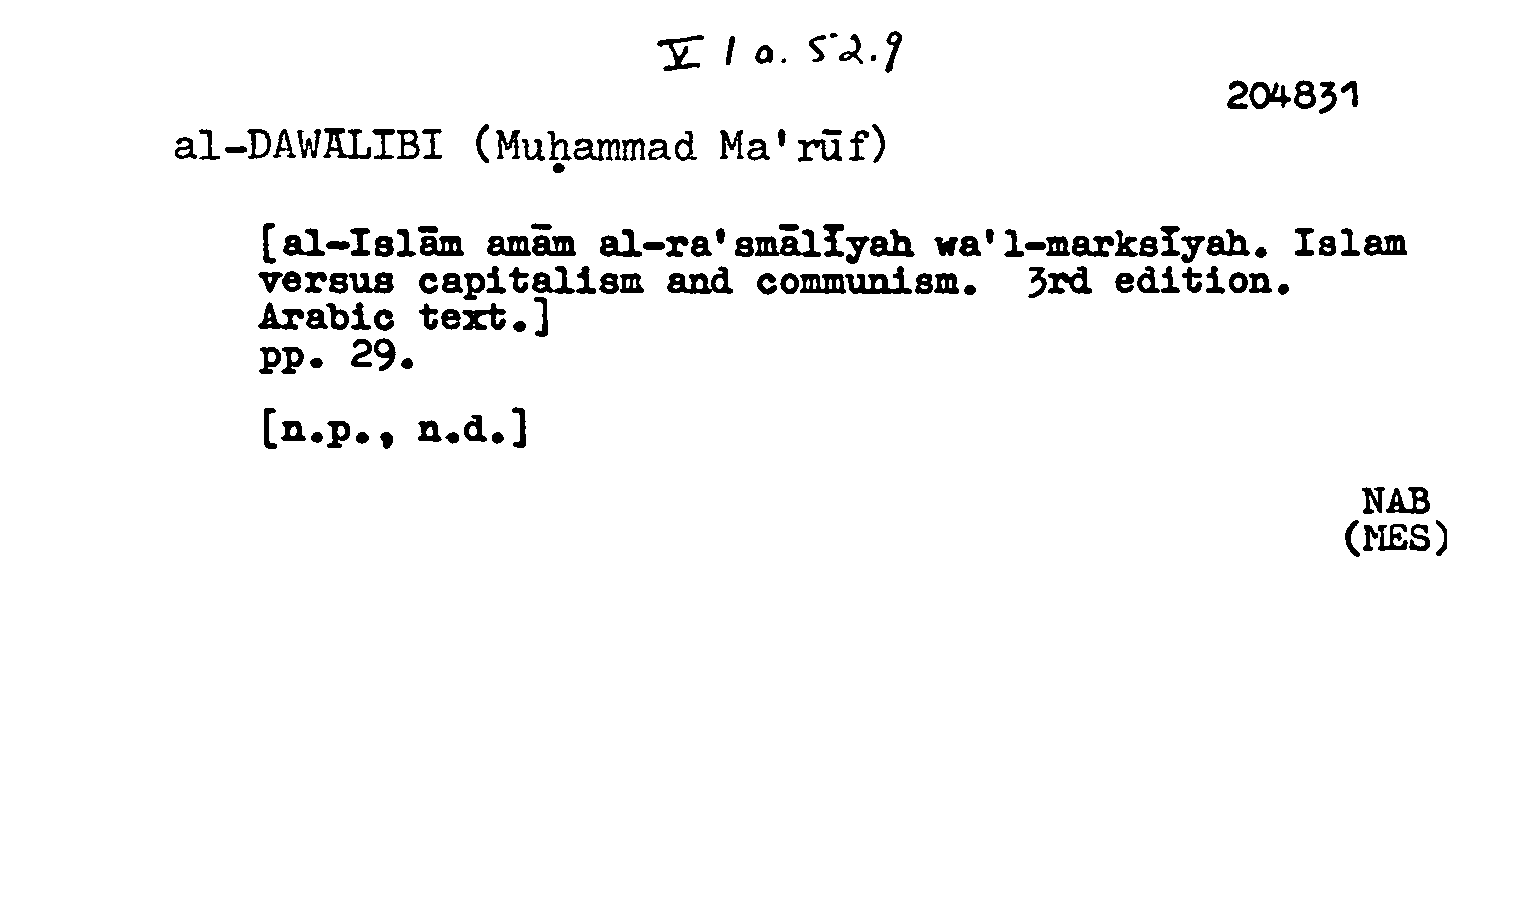 V 10. 52.9
204831
al-DAWĀLIBI (Muḥammad Ma'rūf)
[al-Islām amām al-ra'smālīyah wa'l-marksīyah. Islam
versus capitalism and communism. 3rd edition.
Arabic text.]
pp. 29.
[n.p., n.d.]
NAB
(MES)